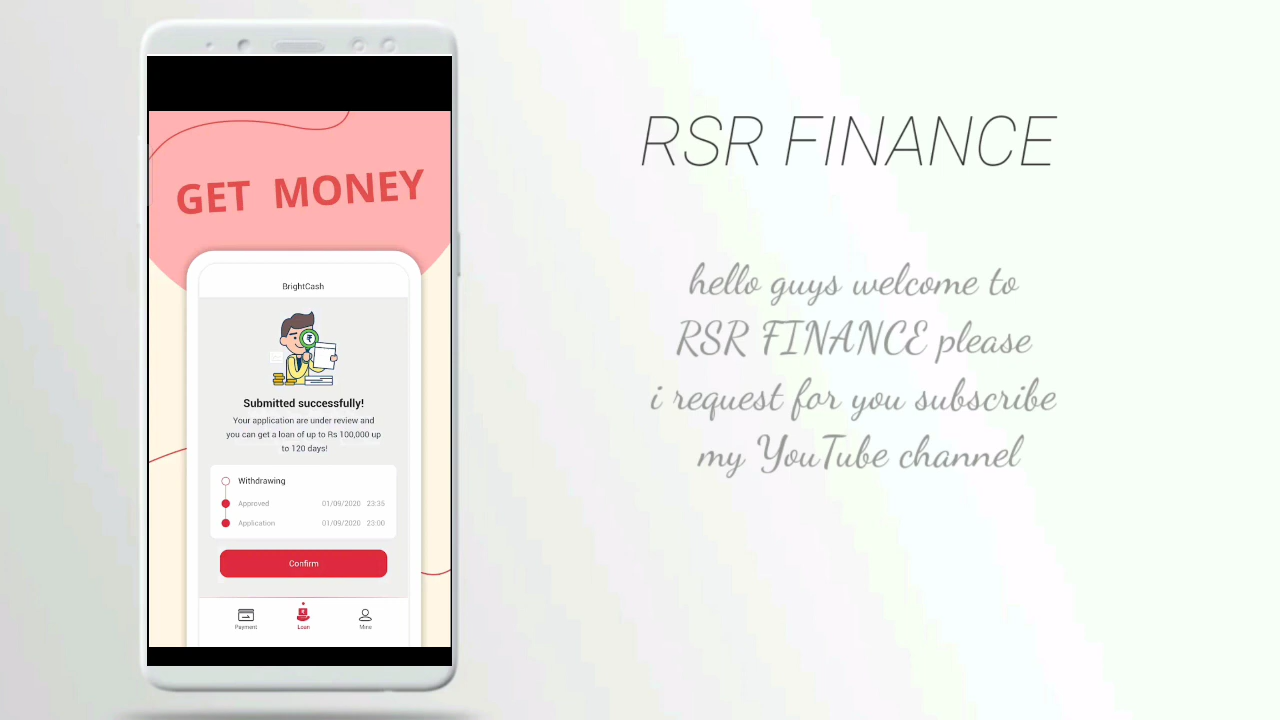 GET MONEY
BrightCash
Submitted successfully!
Your application are under review and
you can get a loan of up to Rs 100,000 up
to 120 days!
Withdrawing
Approved 01/09/2020 23:35
Application 01/09/2020 23:00
Confirm
Payment Loan Mine
RSR FINANCE
hello guys welcome to
RSR FINANCE please
i request for you subscribe
my YouTube channel